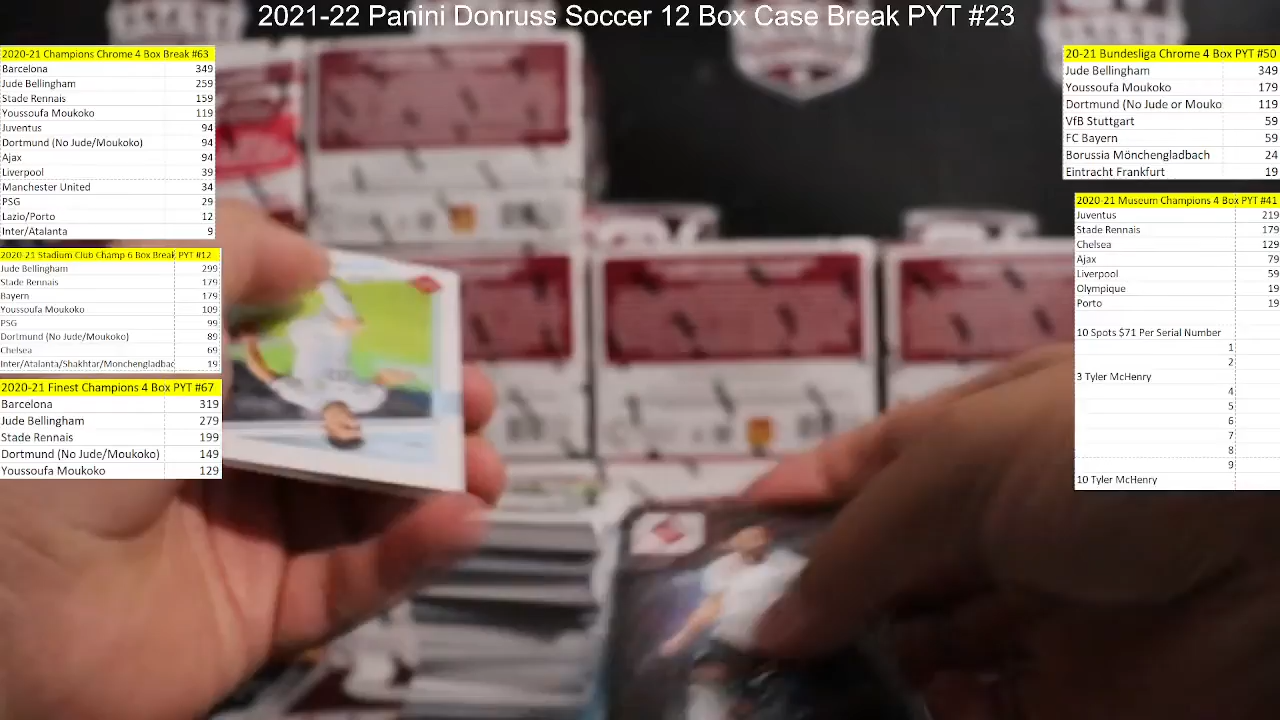 2021-22 Panini Donruss Soccer 12 Box Case Break PYT #23
2020-21 Champions Chrome 4 Box Break #63
Barcelona 349
Jude Bellingham 259
Stade Rennais 159
Youssoufa Moukoko 119
Juventus 94
Dortmund (No Jude/Moukoko) 94
Ajax 94
Liverpool 39
Manchester United 34
PSG 29
Lazio/Porto 12
Inter/Atalanta 9
2020-21 Stadium Club Champ 6 Box Break PYT #12
Jude Bellingham 299
Stade Rennais 179
Bayern 179
Youssoufa Moukoko 109
PSG 99
Dortmund (No Jude/Moukoko) 89
Chelsea 69
Inter/Atalanta/Shakhtar/Monchengladbac 19
2020-21 Finest Champions 4 Box PYT #67
Barcelona 319
Jude Bellingham 279
Stade Rennais 199
Dortmund (No Jude/Moukoko) 149
Youssoufa Moukoko 129
20-21 Bundesliga Chrome 4 Box PYT #50
Jude Bellingham 349
Youssoufa Moukoko 179
Dortmund (No Jude or Mouko 119
VfB Stuttgart 59
FC Bayern 59
Borussia Mönchengladbach 24
Eintracht Frankfurt 19
2020-21 Museum Champions 4 Box PYT #41
Juventus 219
Stade Rennais 179
Chelsea 129
Ajax 79
Liverpool 59
Olympique 19
Porto 19
10 Spots $71 Per Serial Number
1
2
3 Tyler McHenry
4
5
6
7
8
9
10 Tyler McHenry